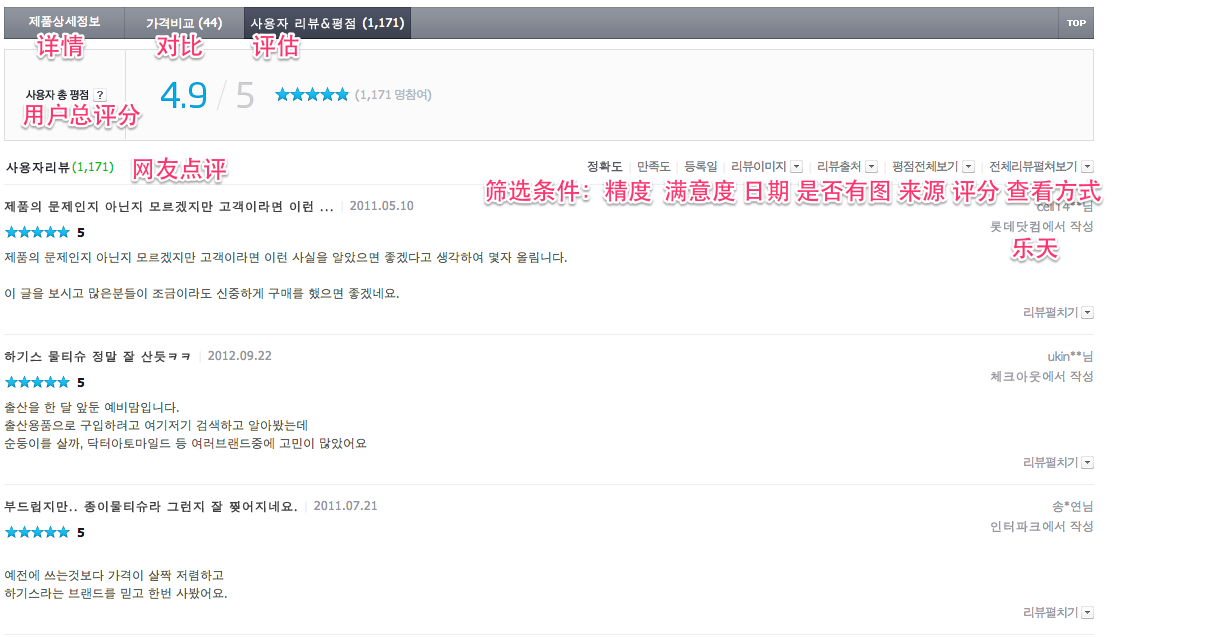 제품상세정보 가격비교 (44) 사용자 리뷰&평점 (1,171) TOP
详情 对比 评估
사용자 총 평점 ? 4.9 / 5 ★★★★★ (1,171 명참여)
用户总评分
사용자리뷰(1,171) 网友点评 정확도 만족도 등록일 리뷰이미지 리뷰출처 평점전체보기 전체리뷰펼쳐보기
筛选条件：精度 满意度 日期 是否有图 来源 评分 查看方式
제품의 문제인지 아닌지 모르겠지만 고객이라면 이런 ... 2011.05.10 cell14**님
★★★★★ 5 롯데닷컴에서 작성
乐天
제품의 문제인지 아닌지 모르겠지만 고객이라면 이런 사실을 알았으면 좋겠다고 생각하여 몇자 올립니다.
이 글을 보시고 많은분들이 조금이라도 신중하게 구매를 했으면 좋겠네요.
리뷰펼치기
하기스 물티슈 정말 잘 산듯ㅋㅋ 2012.09.22 ukin**님
★★★★★ 5 체크아웃에서 작성
출산을 한 달 앞둔 예비맘입니다.
출산용품으로 구입하려고 여기저기 검색하고 알아봤는데
순둥이를 살까, 닥터아토마일드 등 여러브랜드중에 고민이 많았어요
리뷰펼치기
부드럽지만.. 종이물티슈라 그런지 잘 찢어지네요. 2011.07.21 송*연님
★★★★★ 5 인터파크에서 작성
예전에 쓰는것보다 가격이 살짝 저렴하고
하기스라는 브랜드를 믿고 한번 사봤어요.
리뷰펼치기